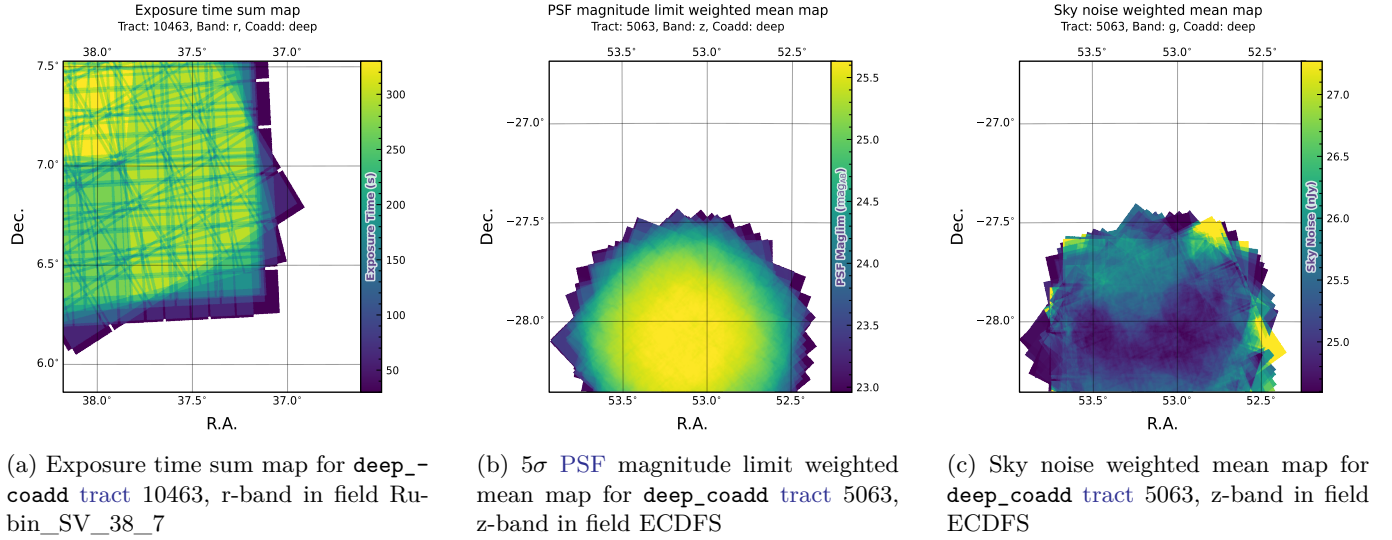 Exposure time sum map
Tract: 10463, Band: r, Coadd: deep
38.0° 37.5° 37.0°
7.5°
7.0°
6.5°
6.0°
Dec.
38.0° 37.5° 37.0°
R.A.
300
250
200
150
100
50
Exposure Time (s)
PSF magnitude limit weighted mean map
Tract: 5063, Band: z, Coadd: deep
53.5° 53.0° 52.5°
−27.0°
−27.5°
−28.0°
Dec.
53.5° 53.0° 52.5°
R.A.
25.5
25.0
24.5
24.0
23.5
23.0
PSF Maglim (magAB)
Sky noise weighted mean map
Tract: 5063, Band: g, Coadd: deep
53.5° 53.0° 52.5°
−27.0°
−27.5°
−28.0°
Dec.
53.5° 53.0° 52.5°
R.A.
27.0
26.5
26.0
25.5
25.0
Sky Noise (nJy)
(a) Exposure time sum map for deep_-
coadd tract 10463, r-band in field Ru-
bin_SV_38_7
(b) 5σ PSF magnitude limit weighted
mean map for deep_coadd tract 5063,
z-band in field ECDFS
(c) Sky noise weighted mean map for
deep_coadd tract 5063, z-band in field
ECDFS